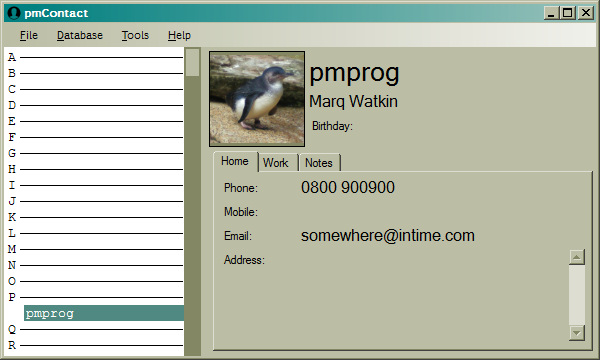 pmContact
File Database Tools Help
A
B
C
D
E
F
G
H
I
J
K
L
M
N
O
P
pmprog
Q
R
pmprog
Marq Watkin
Birthday:
Home Work Notes
Phone: 0800 900900
Mobile:
Email: somewhere@intime.com
Address: